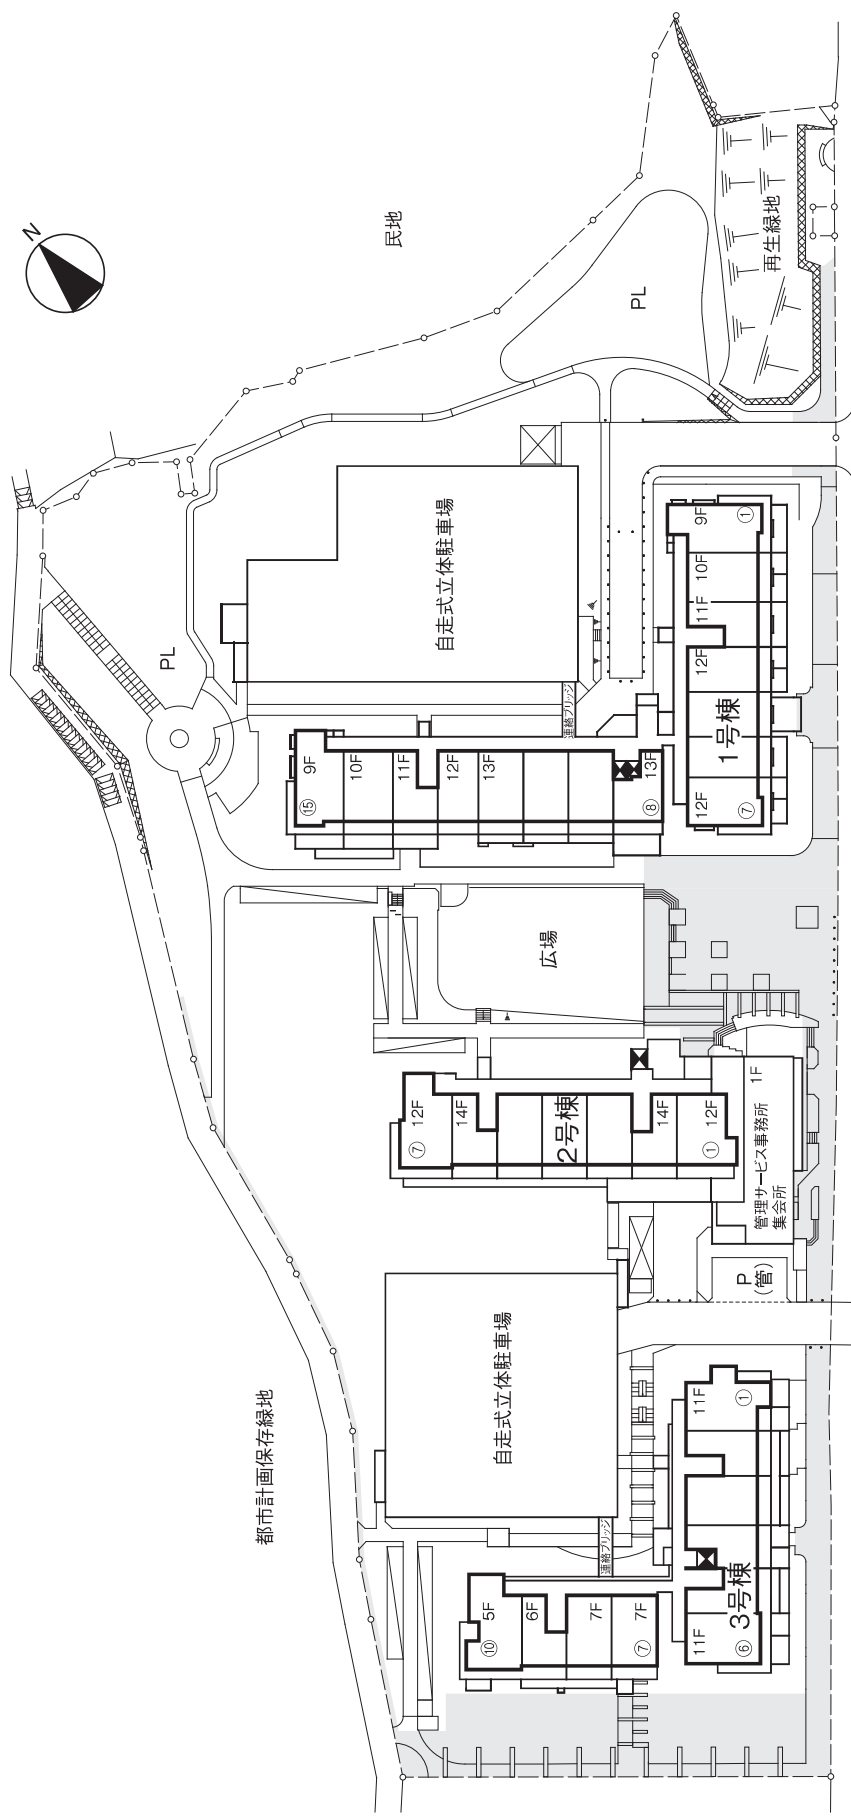 N
民地
PL
再生緑地
PL
自走式立体駐車場
連絡ブリッジ
9F
10F
11F
12F
13F
13F
⑮
⑧
1号棟
9F
10F
11F
12F
12F
①
⑦
広場
2号棟
12F
14F
14F
12F
⑦
①
1F
管理サービス事務所
集会所
P
(管)
都市計画保存緑地
自走式立体駐車場
連絡ブリッジ
5F
6F
7F
7F
⑩
⑦
3号棟
11F
11F
①
⑥